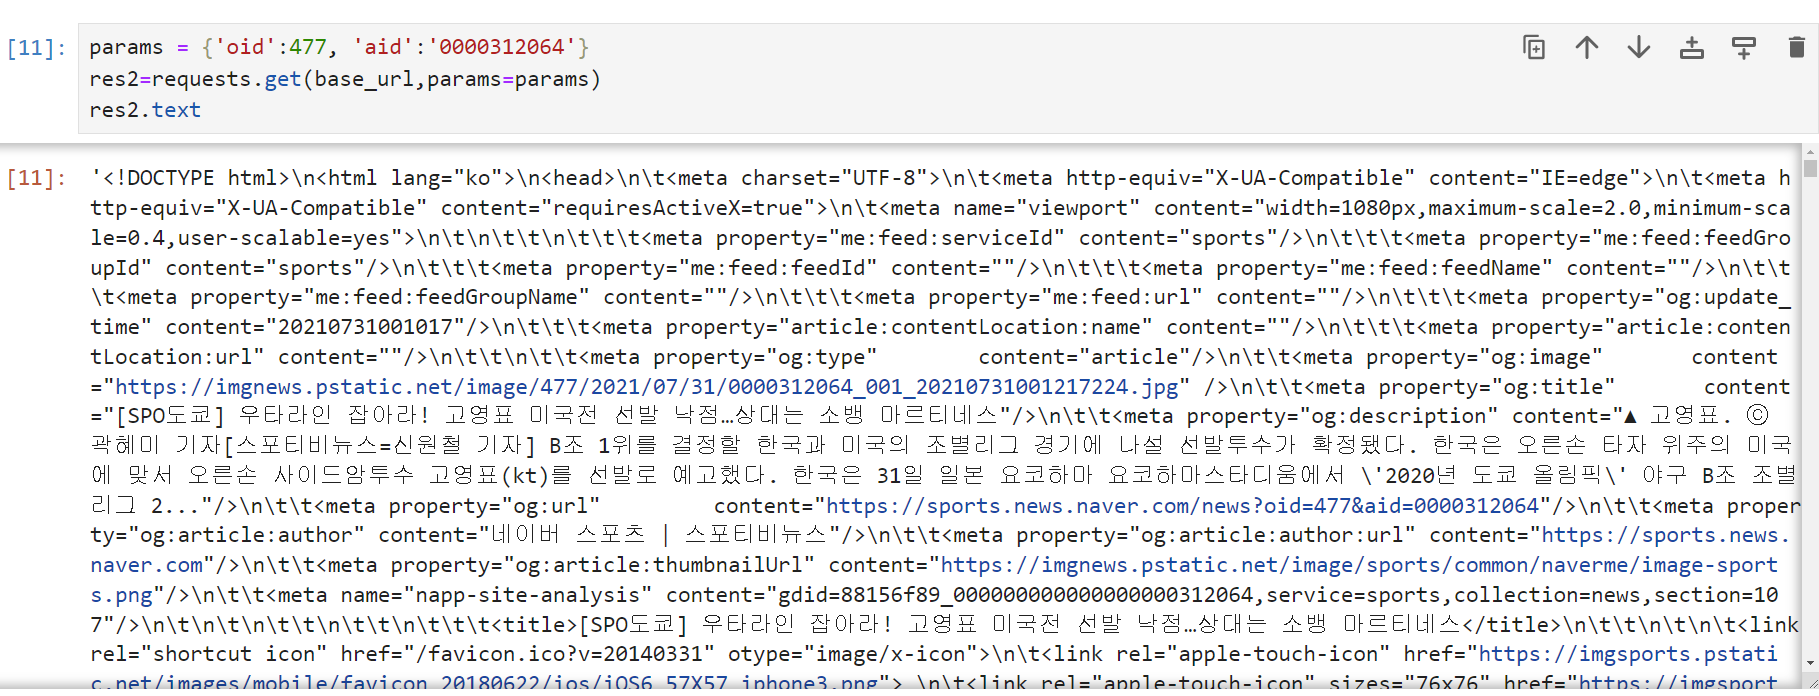 [11]: params = {'oid':477, 'aid':'0000312064'}
res2=requests.get(base_url,params=params)
res2.text
[11]: '<!DOCTYPE html>\n<html lang="ko">\n<head>\n\t<meta charset="UTF-8">\n\t<meta http-equiv="X-UA-Compatible" content="IE=edge">\n\t<meta h
ttp-equiv="X-UA-Compatible" content="requiresActiveX=true">\n\t<meta name="viewport" content="width=1080px,maximum-scale=2.0,minimum-sca
le=0.4,user-scalable=yes">\n\t\n\t\t\n\t\t\t<meta property="me:feed:serviceId" content="sports"/>\n\t\t\t<meta property="me:feed:feedGro
upId" content="sports"/>\n\t\t\t<meta property="me:feed:feedId" content=""/>\n\t\t\t<meta property="me:feed:feedName" content=""/>\n\t\t
\t<meta property="me:feed:feedGroupName" content=""/>\n\t\t\t<meta property="me:feed:url" content=""/>\n\t\t\t<meta property="og:update_
time" content="20210731001017"/>\n\t\t\t<meta property="article:contentLocation:name" content=""/>\n\t\t\t<meta property="article:conten
tLocation:url" content=""/>\n\t\t\n\t\t<meta property="og:type" content="article"/>\n\t\t<meta property="og:image" content
="https://imgnews.pstatic.net/image/477/2021/07/31/0000312064_001_20210731001217224.jpg" />\n\t\t<meta property="og:title" content
="[SPO도쿄] 우타라인 잡아라! 고영표 미국전 선발 낙점…상대는 소뱅 마르티네스"/>\n\t\t<meta property="og:description" content="▲ 고영표. ⓒ
곽혜미 기자[스포티비뉴스=신원철 기자] B조 1위를 결정할 한국과 미국의 조별리그 경기에 나설 선발투수가 확정됐다. 한국은 오른손 타자 위주의 미국
에 맞서 오른손 사이드암투수 고영표(kt)를 선발로 예고했다. 한국은 31일 일본 요코하마 요코하마스타디움에서 \'2020년 도쿄 올림픽\' 야구 B조 조별
리그 2..."/>\n\t\t<meta property="og:url" content="https://sports.news.naver.com/news?oid=477&aid=0000312064"/>\n\t\t<meta proper
ty="og:article:author" content="네이버 스포츠 | 스포티비뉴스"/>\n\t\t<meta property="og:article:author:url" content="https://sports.news.
naver.com"/>\n\t\t<meta property="og:article:thumbnailUrl" content="https://imgnews.pstatic.net/image/sports/common/naverme/image-sport
s.png"/>\n\t\t<meta name="napp-site-analysis" content="gdid=88156f89_000000000000000000312064,service=sports,collection=news,section=10
7"/>\n\t\n\t\n\t\t\n\t\t\n\t\n\t\t\t<title>[SPO도쿄] 우타라인 잡아라! 고영표 미국전 선발 낙점…상대는 소뱅 마르티네스</title>\n\t\t\n\t\n\t<link
rel="shortcut icon" href="/favicon.ico?v=20140331" otype="image/x-icon">\n\t<link rel="apple-touch-icon" href="https://imgsports.pstati
c.net/images/mobile/favicon_20180622/ios/iOS6_57X57_iphone3.png"> \n\t<link rel="apple-touch-icon" sizes="76x76" href="https://imgsport